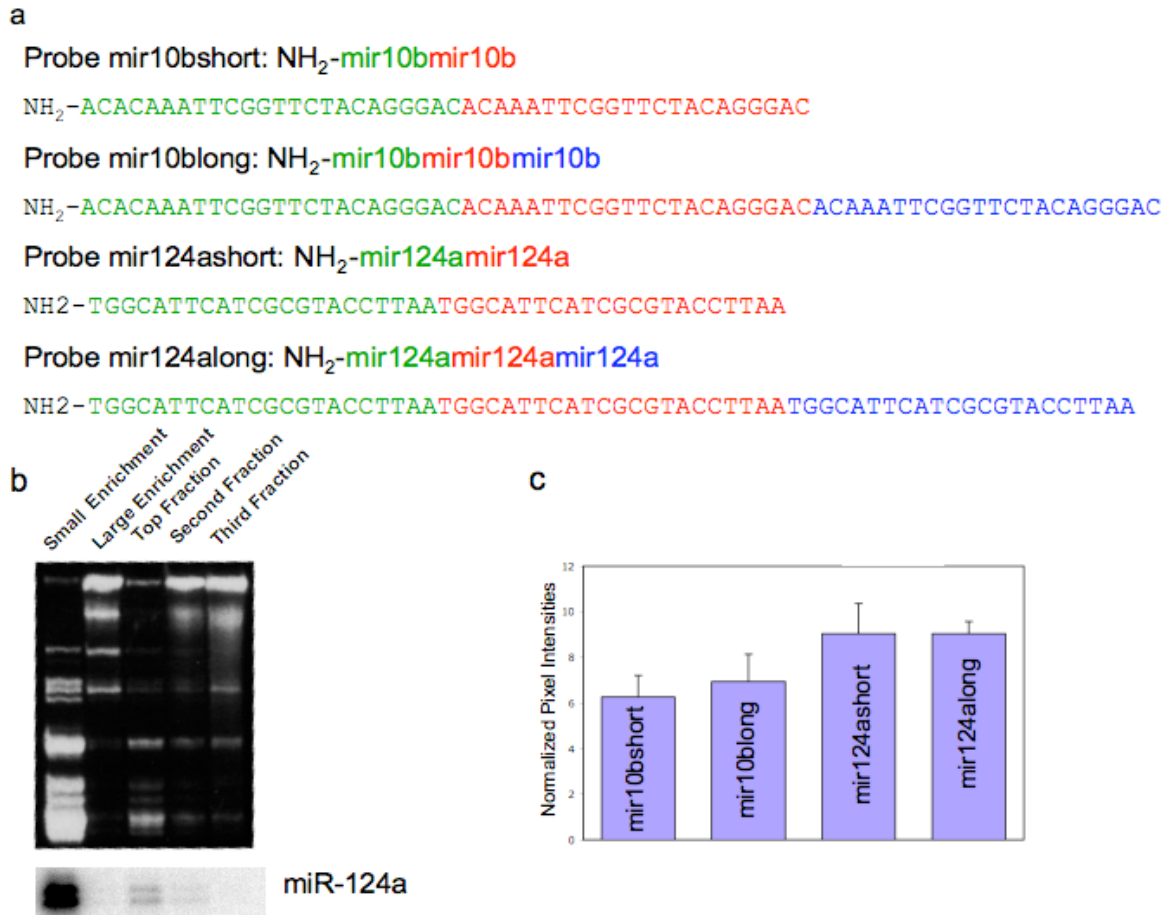 a
Probe mir10bshort: NH2-mir10bmir10b
NH2-ACACAAATTCGGTTCTACAGGGACACAAATTCGGTTCTACAGGGAC
Probe mir10blong: NH2-mir10bmir10bmir10b
NH2-ACACAAATTCGGTTCTACAGGGACACAAATTCGGTTCTACAGGGACACAAATTCGGTTCTACAGGGAC
Probe mir124ashort: NH2-mir124amir124a
NH2-TGGCATTCATCGCGTACCTTAATGGCATTCATCGCGTACCTTAA
Probe mir124along: NH2-mir124amir124amir124a
NH2-TGGCATTCATCGCGTACCTTAATGGCATTCATCGCGTACCTTAATGGCATTCATCGCGTACCTTAA
b
Small Enrichment
Large Enrichment
Top Fraction
Second Fraction
Third Fraction
miR-124a
c
Normalized Pixel Intensities
12
10
8
6
4
2
0
mir10bshort
mir10blong
mir124ashort
mir124along